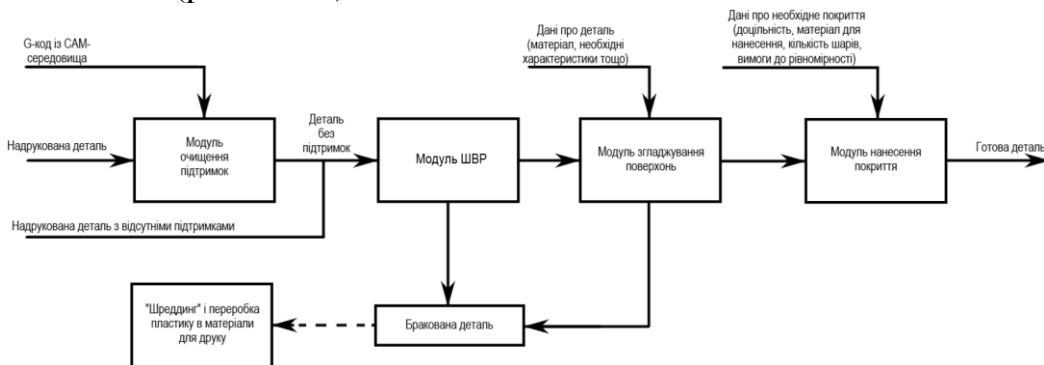 G-код із CAM-
середовища
Дані про деталь
(матеріал, необхідні
характеристики тощо)
Дані про необхідне покриття
(доцільність, матеріал для
нанесення, кількість шарів,
вимоги до рівномірності)
Надрукована деталь
Модуль
очищення
підтримок
Деталь
без
підтримок
Модуль ШВР
Модуль згладжування
поверхонь
Модуль нанесення
покриття
Готова деталь
Надрукована деталь з відсутніми підтримками
"Шреддинг" і переробка
пластику в матеріали
для друку
Бракована деталь